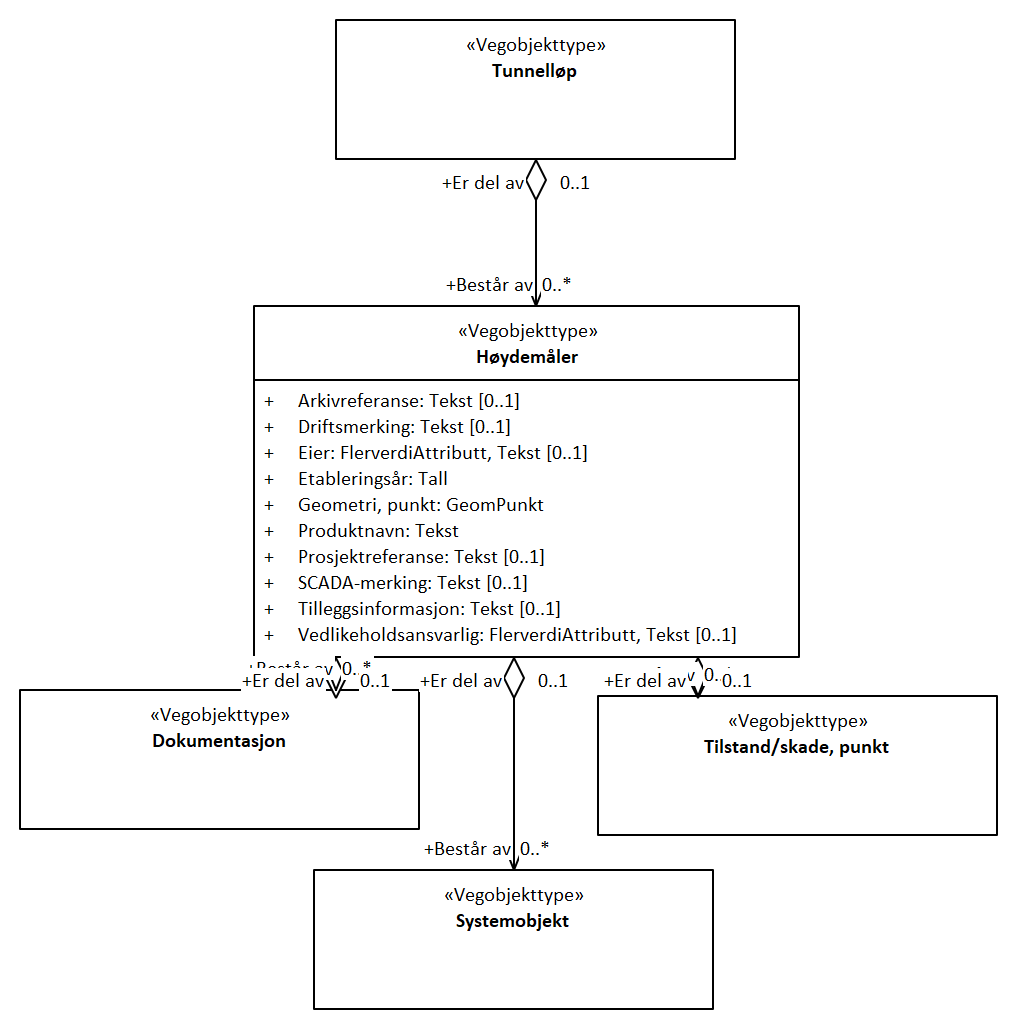 «Vegobjekttype»
Tunnelløp
+Er del av 0..1
+Består av 0..*
«Vegobjekttype»
Høydemåler
+ Arkivreferanse: Tekst [0..1]
+ Driftsmerking: Tekst [0..1]
+ Eier: FlerverdiAttributt, Tekst [0..1]
+ Etableringsår: Tall
+ Geometri, punkt: GeomPunkt
+ Produktnavn: Tekst
+ Prosjektreferanse: Tekst [0..1]
+ SCADA-merking: Tekst [0..1]
+ Tilleggsinformasjon: Tekst [0..1]
+ Vedlikeholdsansvarlig: FlerverdiAttributt, Tekst [0..1]
+Består av 0..*
+Er del av 0..1 +Er del av 0..1 +Er del av 0..1
«Vegobjekttype»
Dokumentasjon
«Vegobjekttype»
Tilstand/skade, punkt
+Består av 0..*
«Vegobjekttype»
Systemobjekt